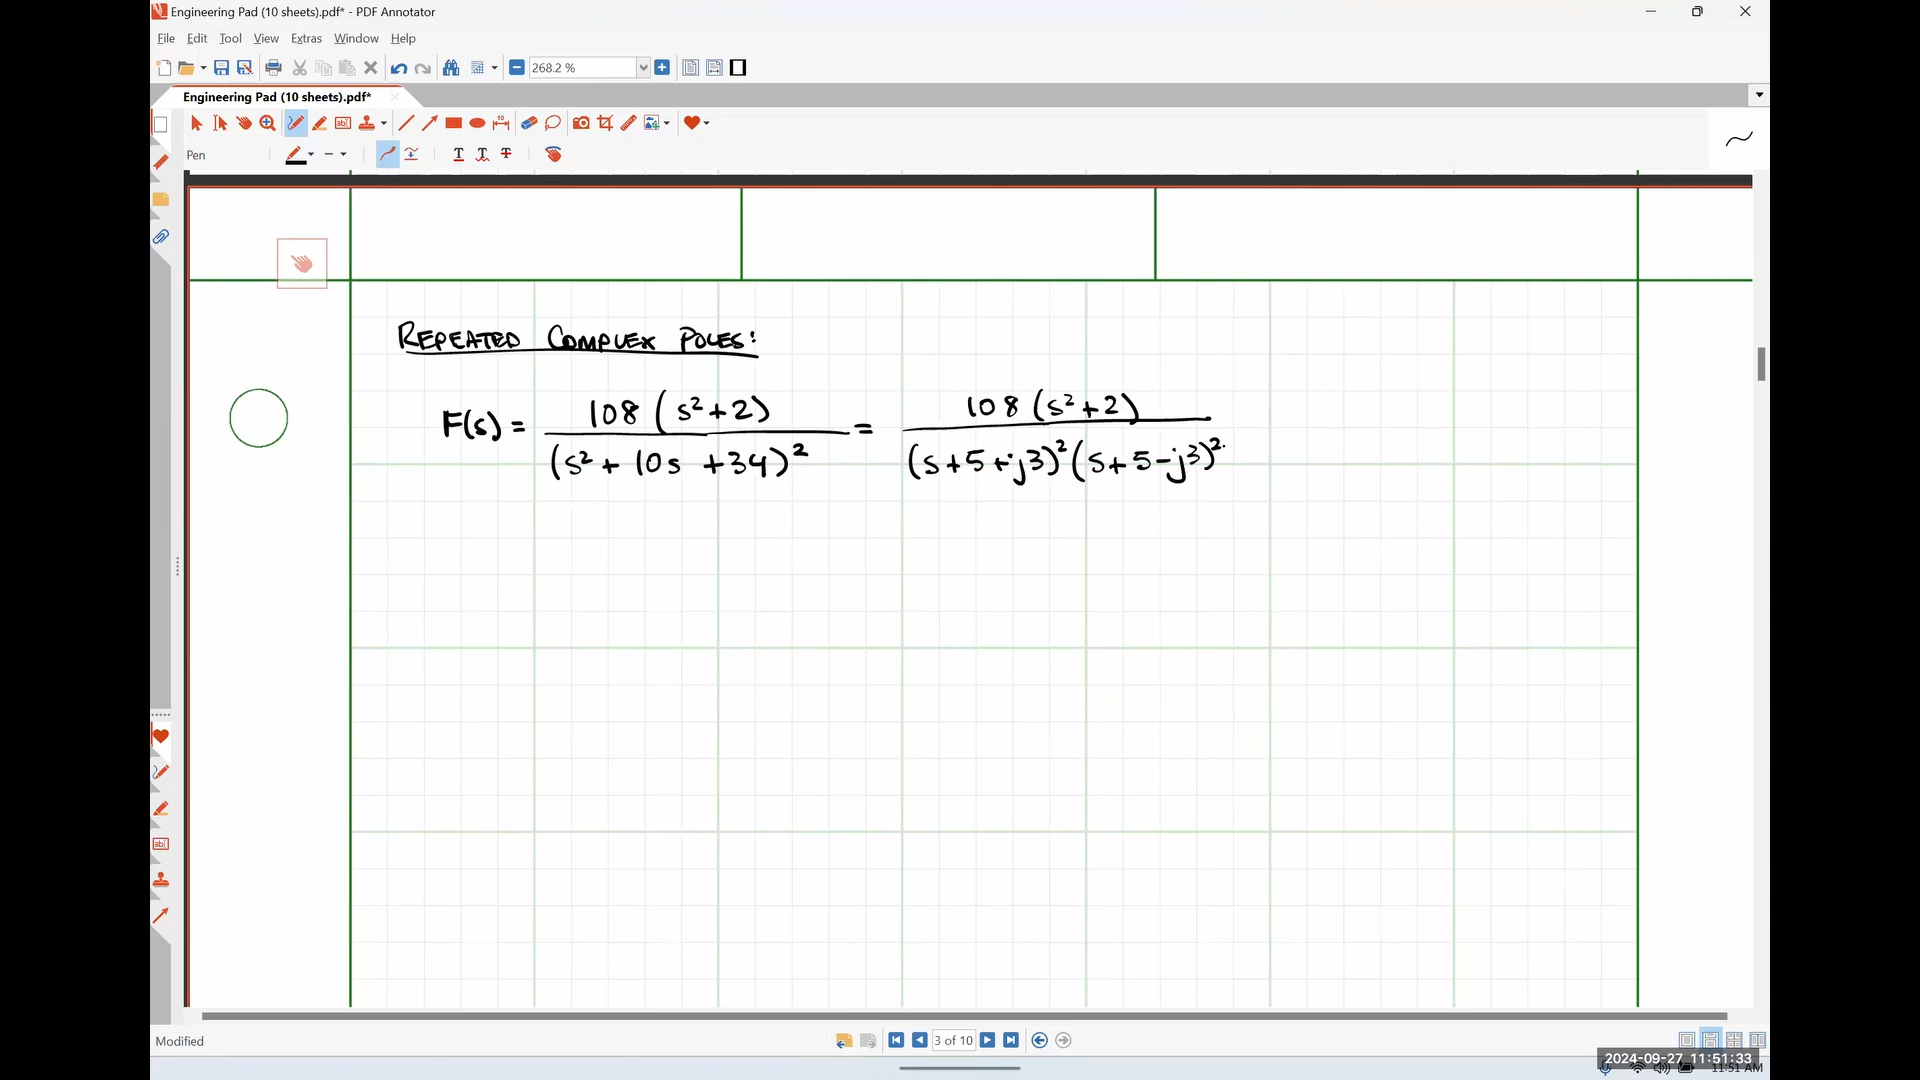 Engineering Pad (10 sheets).pdf* - PDF Annotator
File Edit Tool View Extras Window Help
268.2 %
Engineering Pad (10 sheets).pdf*
Pen
REPEATED COMPLEX POLES:
F(s) = 108 (s²+2) / (s² + 10s +34)² = 108 (s²+2) / (s+5+j3)² (s+5-j3)²
Modified
3 of 10
2024-09-27 11:51:33
11:51 AM